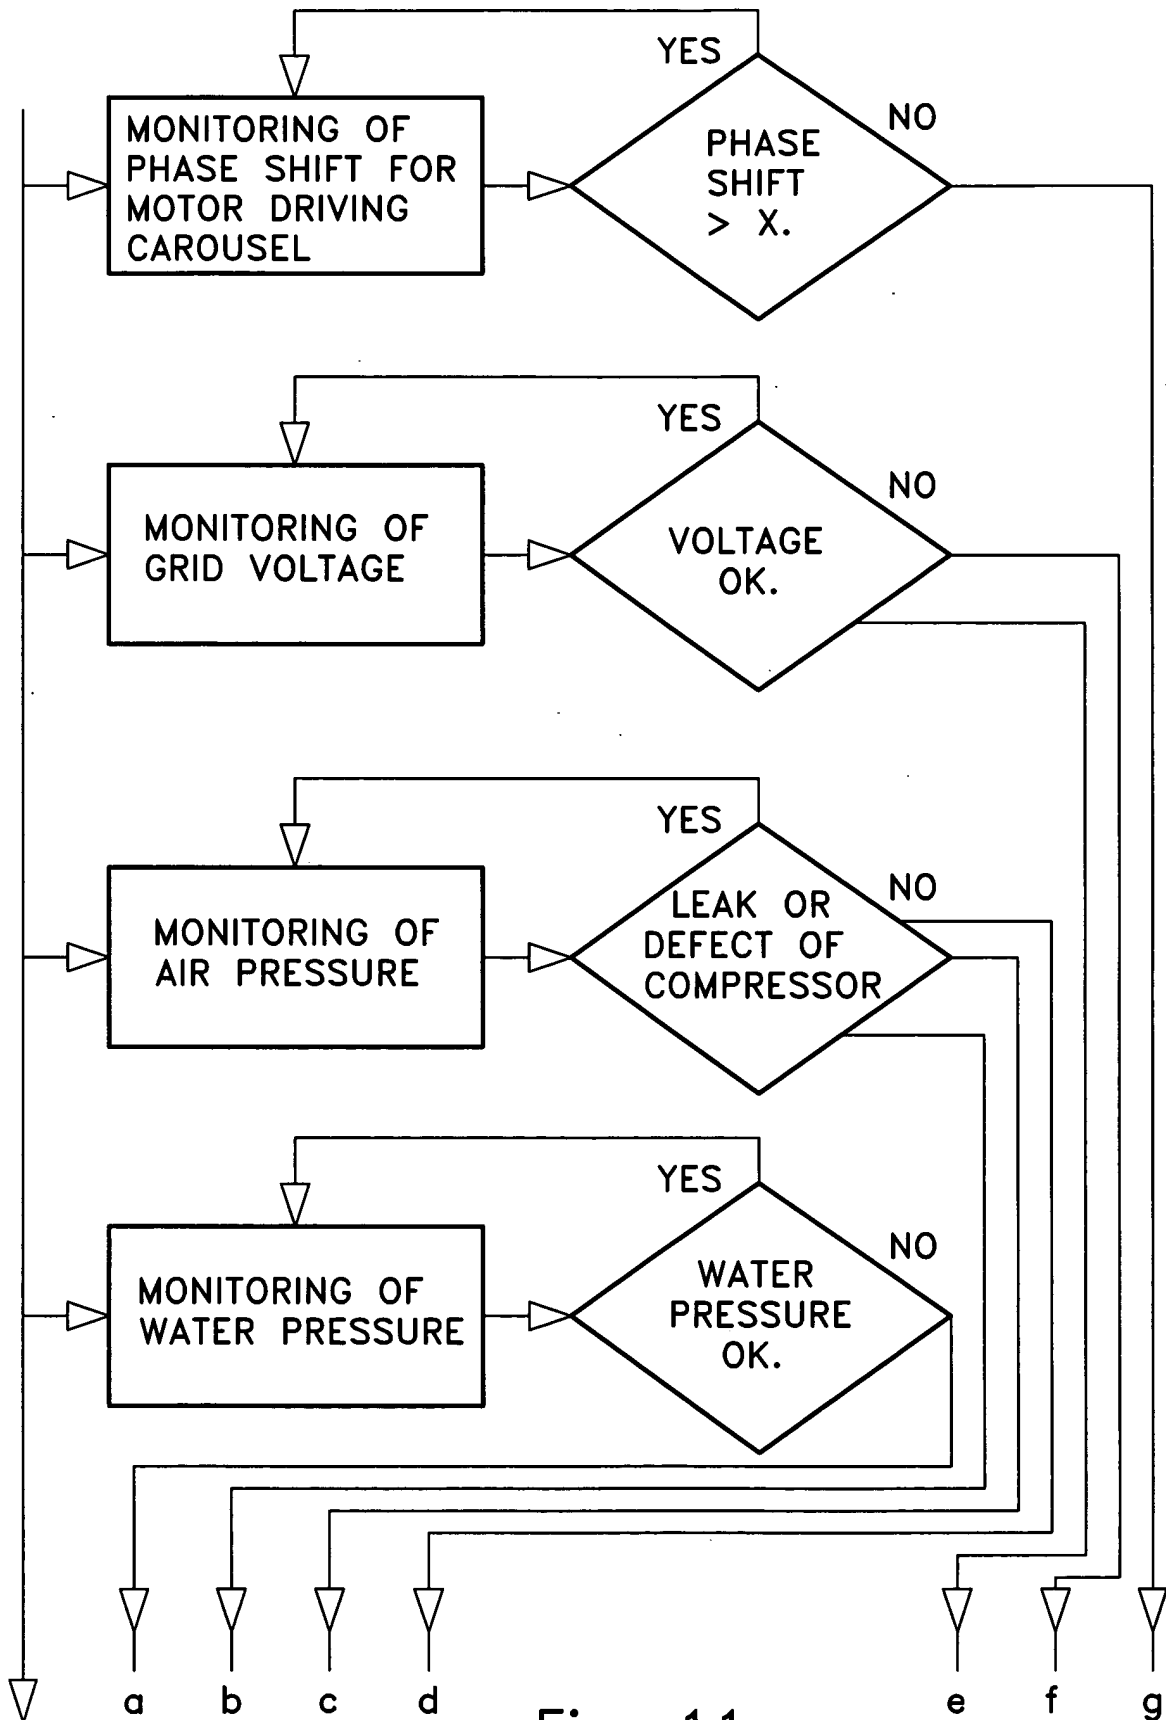 YES
NO
MONITORING OF
PHASE SHIFT FOR
MOTOR DRIVING
CAROUSEL
PHASE
SHIFT
> X.
YES
NO
MONITORING OF
GRID VOLTAGE
VOLTAGE
OK.
YES
NO
MONITORING OF
AIR PRESSURE
LEAK OR
DEFECT OF
COMPRESSOR
YES
NO
MONITORING OF
WATER PRESSURE
WATER
PRESSURE
OK.
a b c d e f g